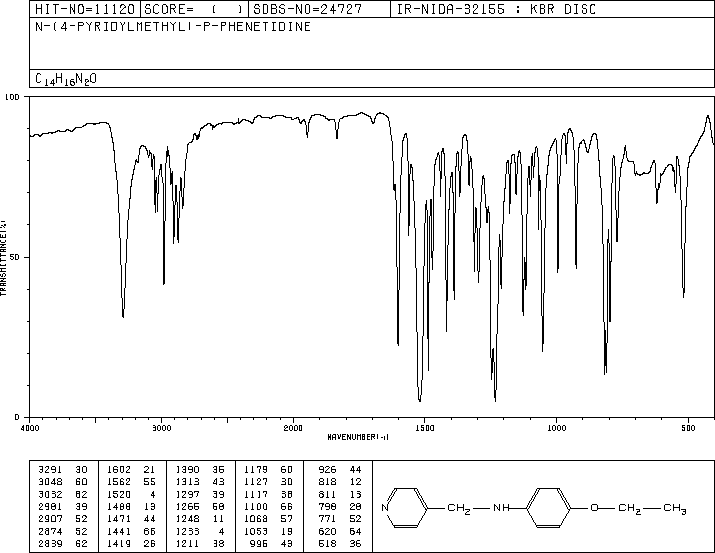 HIT-NO=11120 SCORE= ( ) SDBS-NO=24727 IR-NIDA-32155 : KBR DISC
N-(4-PYRIDYLMETHYL)-P-PHENETIDINE
C14H16N2O
100
50
0
TRANSMITTANCE(%)
4000 3000 2000 1500 1000 500
WAVENUMBER(-1)
3291 30 1602 21 1390 35 1179 60 926 44
3048 60 1562 55 1313 43 1127 30 818 12
3032 62 1520 4 1297 39 1117 38 811 13
2981 39 1488 13 1266 60 1100 66 798 28
2907 52 1471 44 1248 11 1068 57 771 52
2874 52 1441 66 1233 4 1053 19 620 64
2839 62 1419 26 1211 38 996 43 518 36
N CH2 NH O CH2 CH3